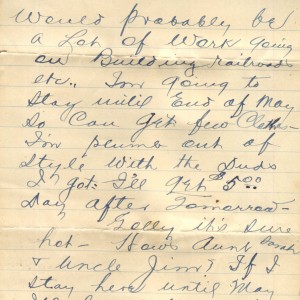 Would probably be
a Lot of Work going
on Building railroads
etc., I'm going to
Stay until End of May
So Can get few Clothes-
I'm plumb out of
Style With the Duds
I got. I'll get $5.00
Day after Tomorrow-
Golly it's sure
hot- How's Aunt Sarah
& Uncle Jim? If I
stay here until May